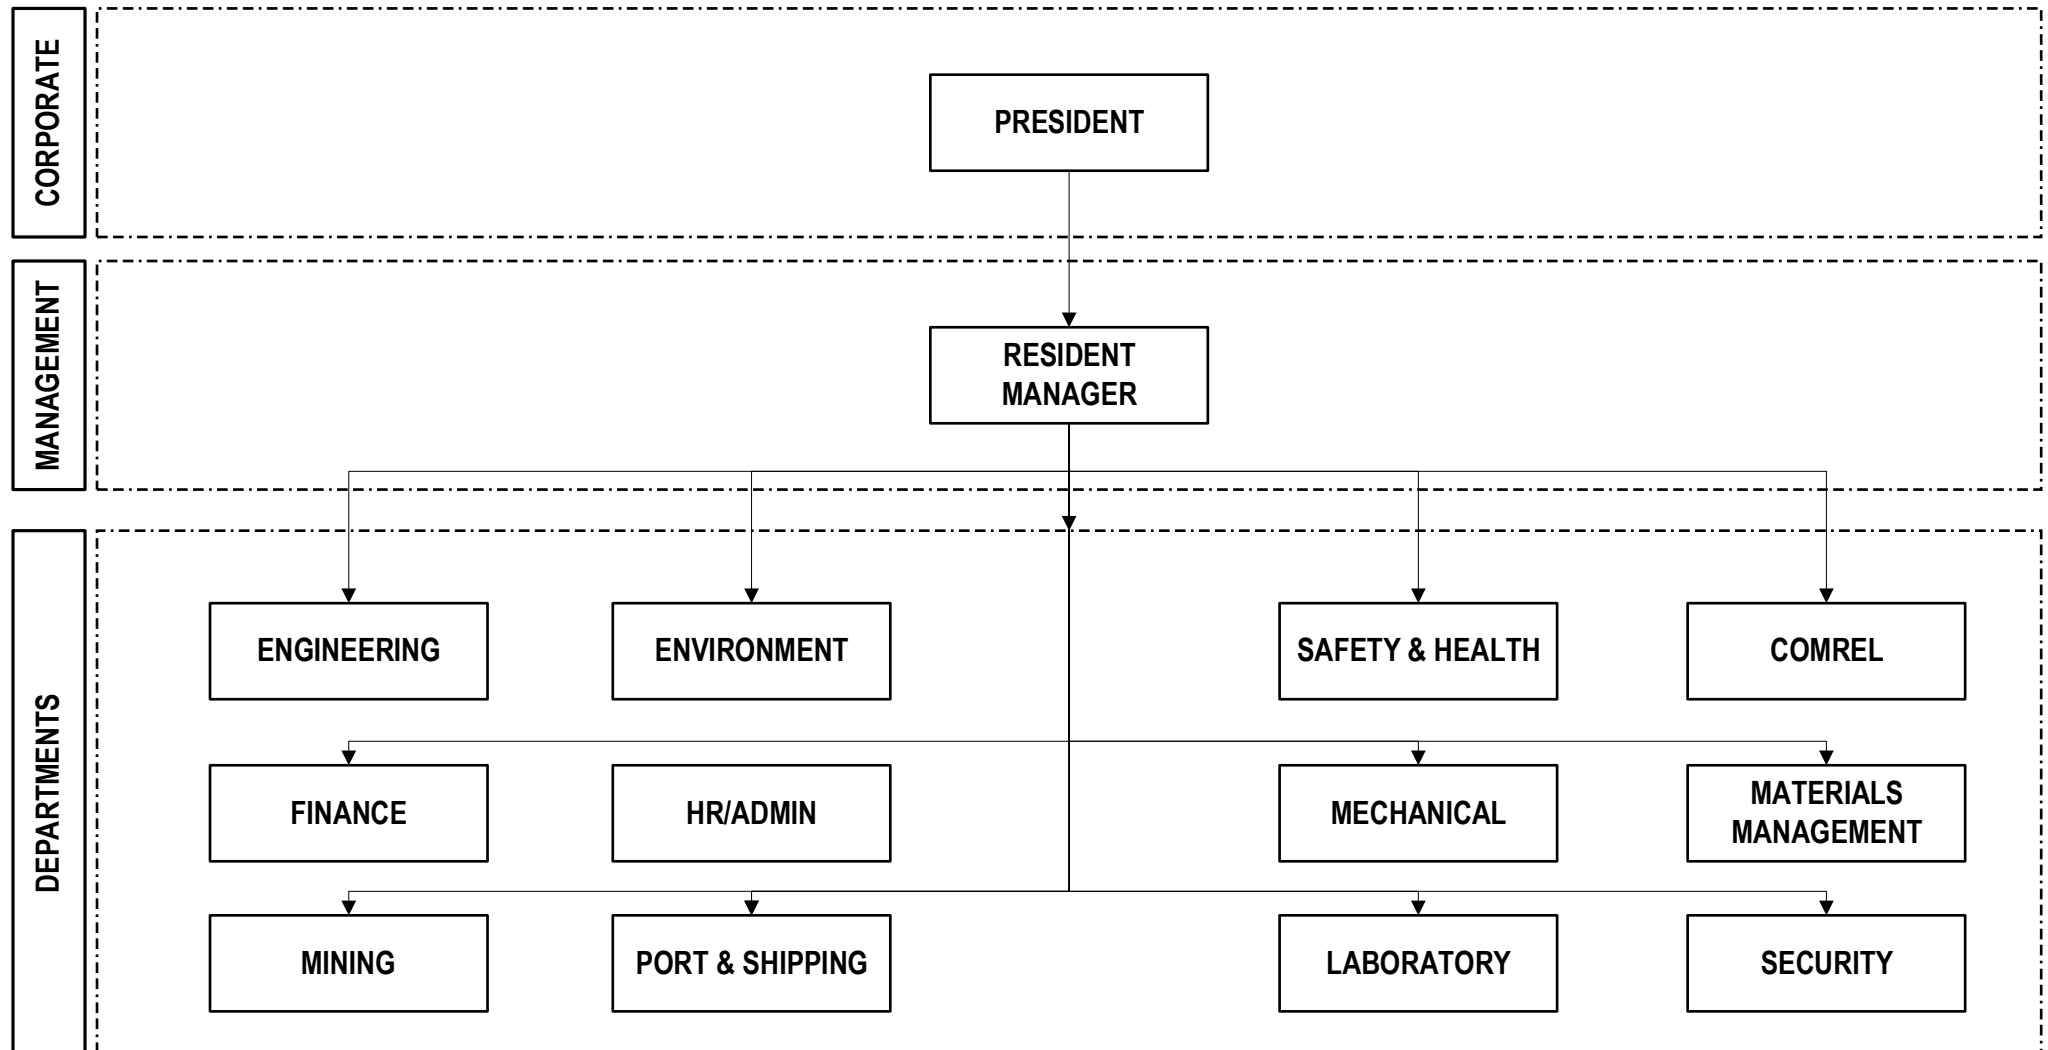 CORPORATE
PRESIDENT
MANAGEMENT
RESIDENT
MANAGER
DEPARTMENTS
ENGINEERING
ENVIRONMENT
SAFETY & HEALTH
COMREL
FINANCE
HR/ADMIN
MECHANICAL
MATERIALS
MANAGEMENT
MINING
PORT & SHIPPING
LABORATORY
SECURITY